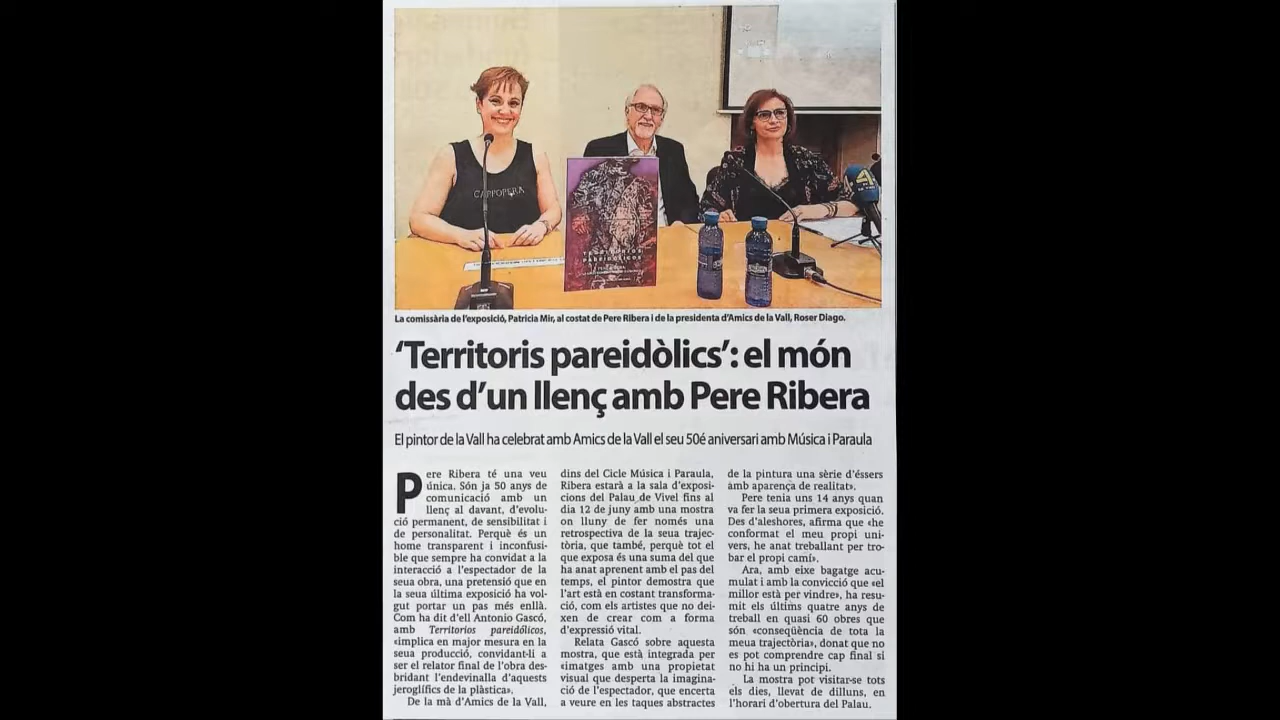 CAPPOPERA
TERRITORIOS
PAREIDÓLICOS
La comissària de l'exposició, Patricia Mir, al costat de Pere Ribera i de la presidenta d'Amics de la Vall, Roser Diago.
'Territoris pareidòlics': el món
des d'un llenç amb Pere Ribera
El pintor de la Vall ha celebrat amb Amics de la Vall el seu 50é aniversari amb Música i Paraula
Pere Ribera té una veu
única. Són ja 50 anys de
comunicació amb un
llenç al davant, d'evolu-
ció permanent, de sensibilitat i
de personalitat. Perquè és un
home transparent i inconfusi-
ble que sempre ha convidat a la
interacció a l'espectador de la
seua obra, una pretensió que en
la seua última exposició ha vol-
gut portar un pas més enllà.
Com ha dit d'ell Antonio Gascó,
amb Territorios pareidólicos,
«implica en major mesura en la
seua producció, convidant-li a
ser el relator final de l'obra des-
bridant l'endevinalla d'aquests
jeroglífics de la plàstica».
De la mà d'Amics de la Vall,
dins del Cicle Música i Paraula,
Ribera estarà a la sala d'exposi-
cions del Palau de Vivel fins al
dia 12 de juny amb una mostra
on lluny de fer només una
retrospectiva de la seua trajec-
tòria, que també, perquè tot el
que exposa és una suma del que
ha anat aprenent amb el pas del
temps, el pintor demostra que
l'art està en costant transforma-
ció, com els artistes que no dei-
xen de crear com a forma
d'expressió vital.
Relata Gascó sobre aquesta
mostra, que està integrada per
«imatges amb una propietat
visual que desperta la imagina-
ció de l'espectador, que encerta
a veure en les taques abstractes
de la pintura una sèrie d'éssers
amb aparença de realitat».
Pere tenia uns 14 anys quan
va fer la seua primera exposició.
Des d'aleshores, afirma que «he
conformat el meu propi uni-
vers, he anat treballant per tro-
bar el propi camí».
Ara, amb eixe bagatge acu-
mulat i amb la convicció que «el
millor està per vindre», ha resu-
mit els últims quatre anys de
treball en quasi 60 obres que
són «conseqüència de tota la
meua trajectòria», donat que no
es pot comprendre cap final si
no hi ha un principi.
La mostra pot visitar-se tots
els dies, llevat de dilluns, en
l'horari d'obertura del Palau.